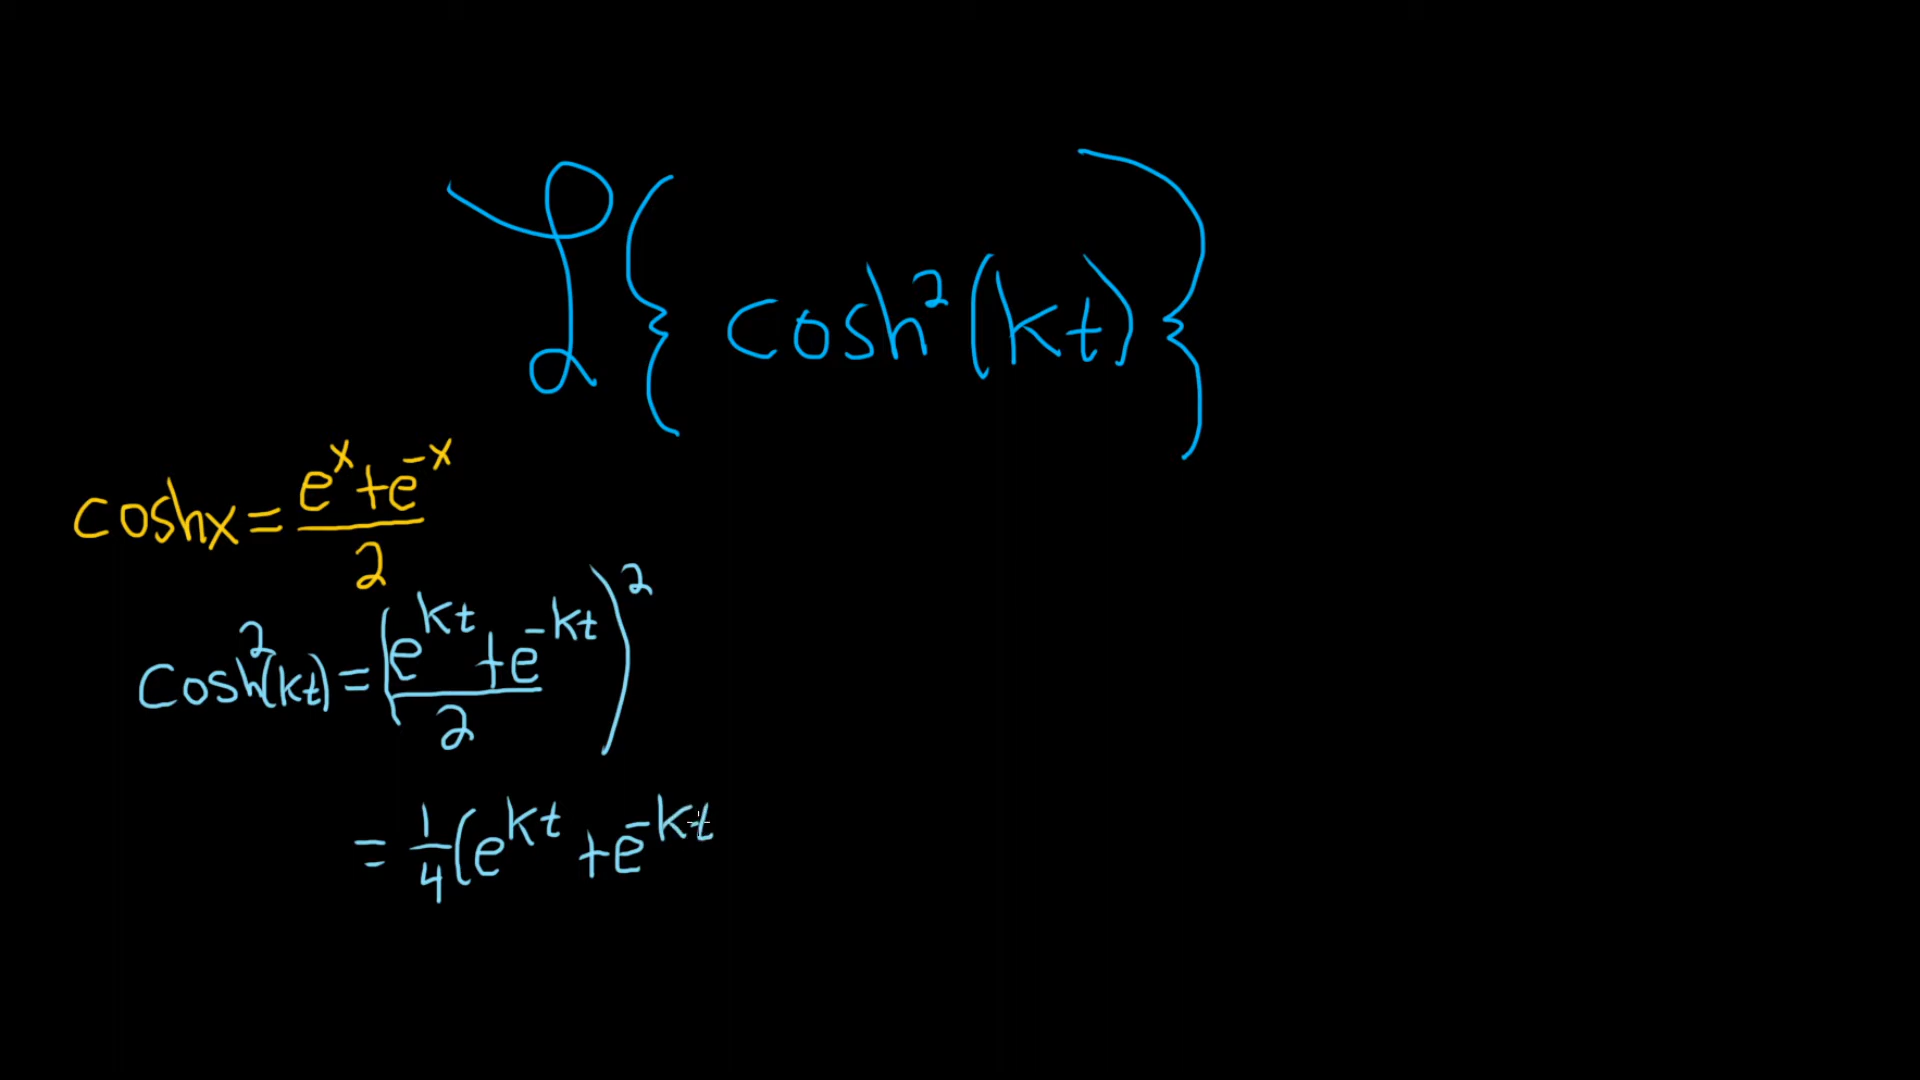 ℒ{cosh²(kt)}
coshx = (e^x + e^-x)/2
Cosh²(kt) = ((e^kt + e^-kt)/2)²
= 1/4 (e^kt + e^-kt